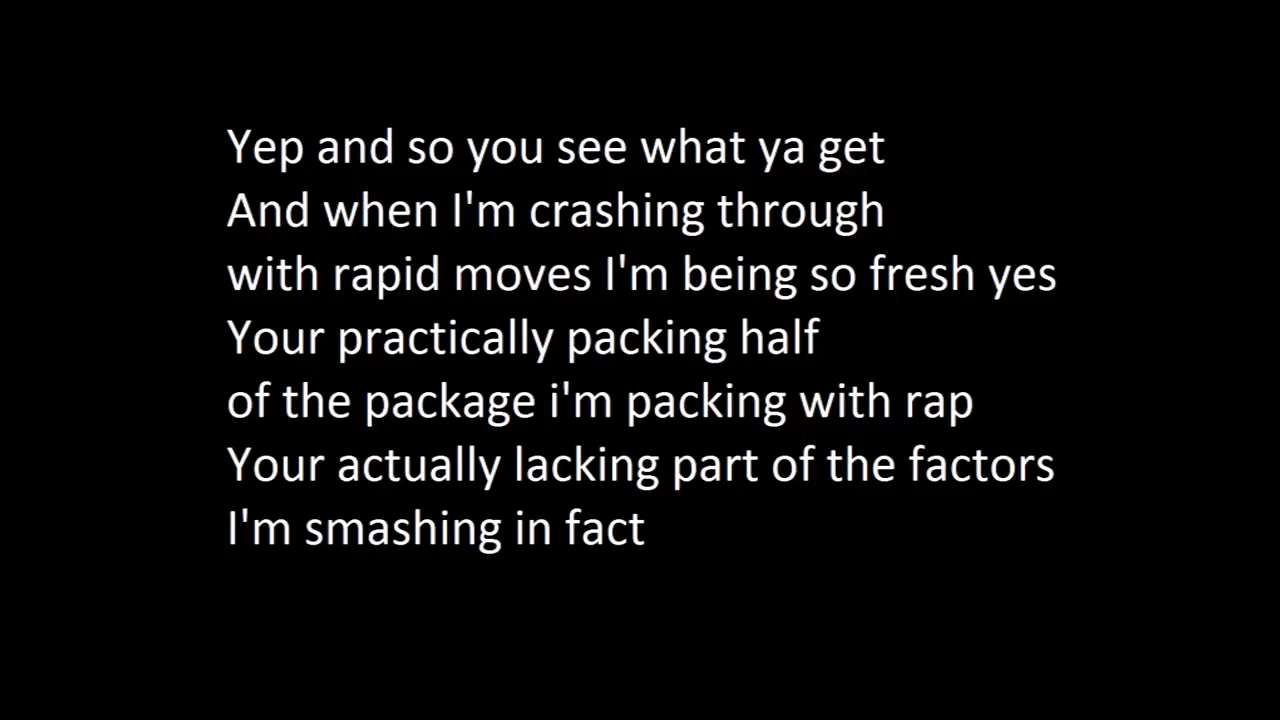 Yep and so you see what ya get
And when I'm crashing through
with rapid moves I'm being so fresh yes
Your practically packing half
of the package i'm packing with rap
Your actually lacking part of the factors
I'm smashing in fact